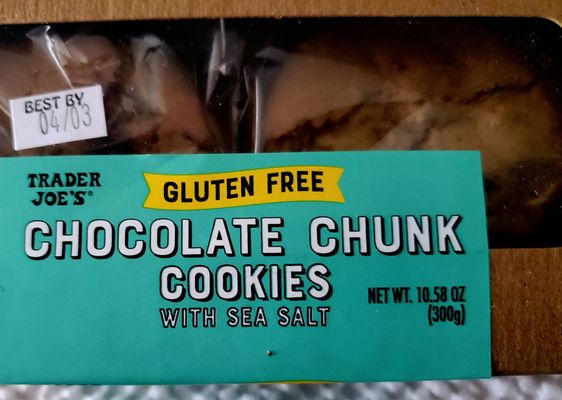 BEST BY
04/03
TRADER
JOE'S®
GLUTEN FREE
CHOCOLATE CHUNK
COOKIES
WITH SEA SALT
NET WT. 10.58 OZ
(300g)